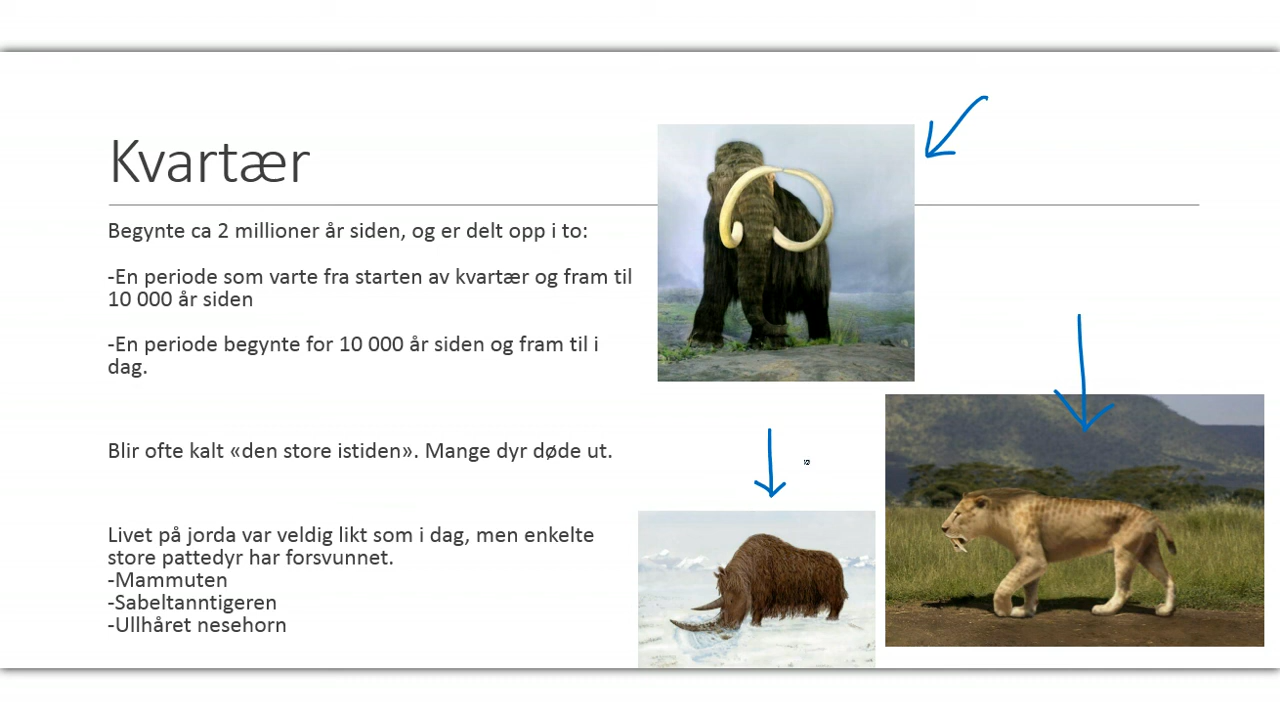 Kvartær
Begynte ca 2 millioner år siden, og er delt opp i to:
-En periode som varte fra starten av kvartær og fram til
10 000 år siden
-En periode begynte for 10 000 år siden og fram til i
dag.
Blir ofte kalt «den store istiden». Mange dyr døde ut.
Livet på jorda var veldig likt som i dag, men enkelte
store pattedyr har forsvunnet.
-Mammuten
-Sabeltanntigeren
-Ullhåret nesehorn